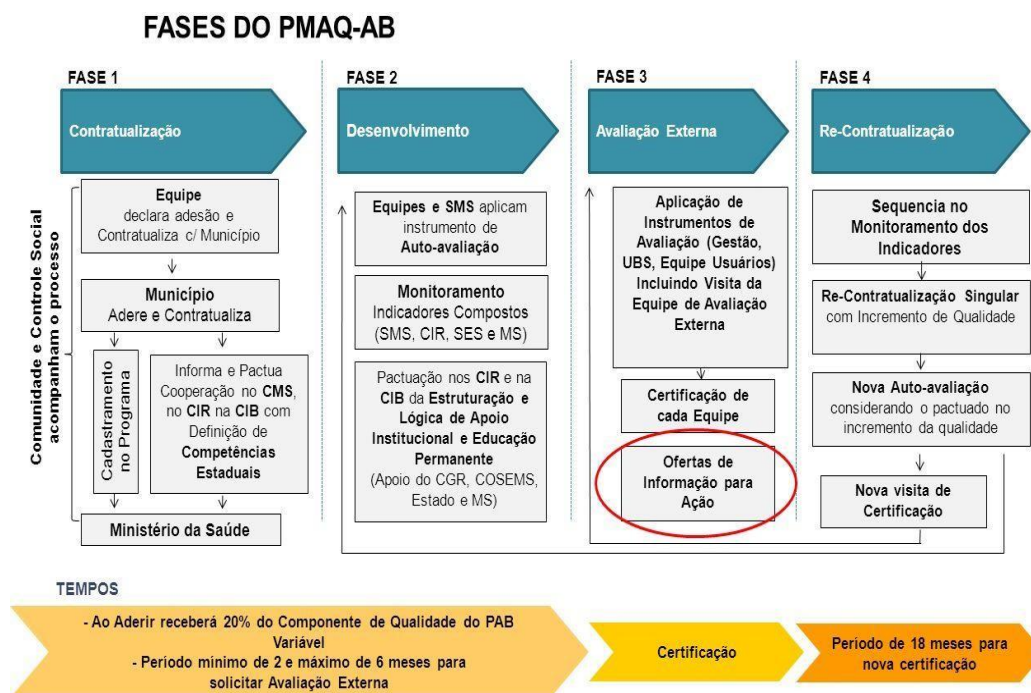 FASES DO PMAQ-AB
FASE 1
Contratualização
Comunidade e Controle Social
acompanham o processo
Equipe
declara adesão e
Contratualiza c/ Município
Município
Adere e Contratualiza
Cadastramento
no Programa
Informa e Pactua
Cooperação no CMS,
no CIR na CIB com
Definição de
Competências
Estaduais
Ministério da Saúde
FASE 2
Desenvolvimento
Equipes e SMS aplicam
instrumento de
Auto-avaliação
Monitoramento
Indicadores Compostos
(SMS, CIR, SES e MS)
Pactuação nos CIR e na
CIB da Estruturação e
Lógica de Apoio
Institucional e Educação
Permanente
(Apoio do CGR, COSEMS,
Estado e MS)
FASE 3
Avaliação Externa
Aplicação de
Instrumentos de
Avaliação (Gestão,
UBS, Equipe Usuários)
Incluindo Visita da
Equipe de Avaliação
Externa
Certificação de
cada Equipe
Ofertas de
Informação para
Ação
FASE 4
Re-Contratualização
Sequencia no
Monitoramento dos
Indicadores
Re-Contratualização Singular
com Incremento de Qualidade
Nova Auto-avaliação
considerando o pactuado no
incremento da qualidade
Nova visita de
Certificação
TEMPOS
- Ao Aderir receberá 20% do Componente de Qualidade do PAB
Variável
- Período mínimo de 2 e máximo de 6 meses para
solicitar Avaliação Externa
Certificação
Período de 18 meses para
nova certificação